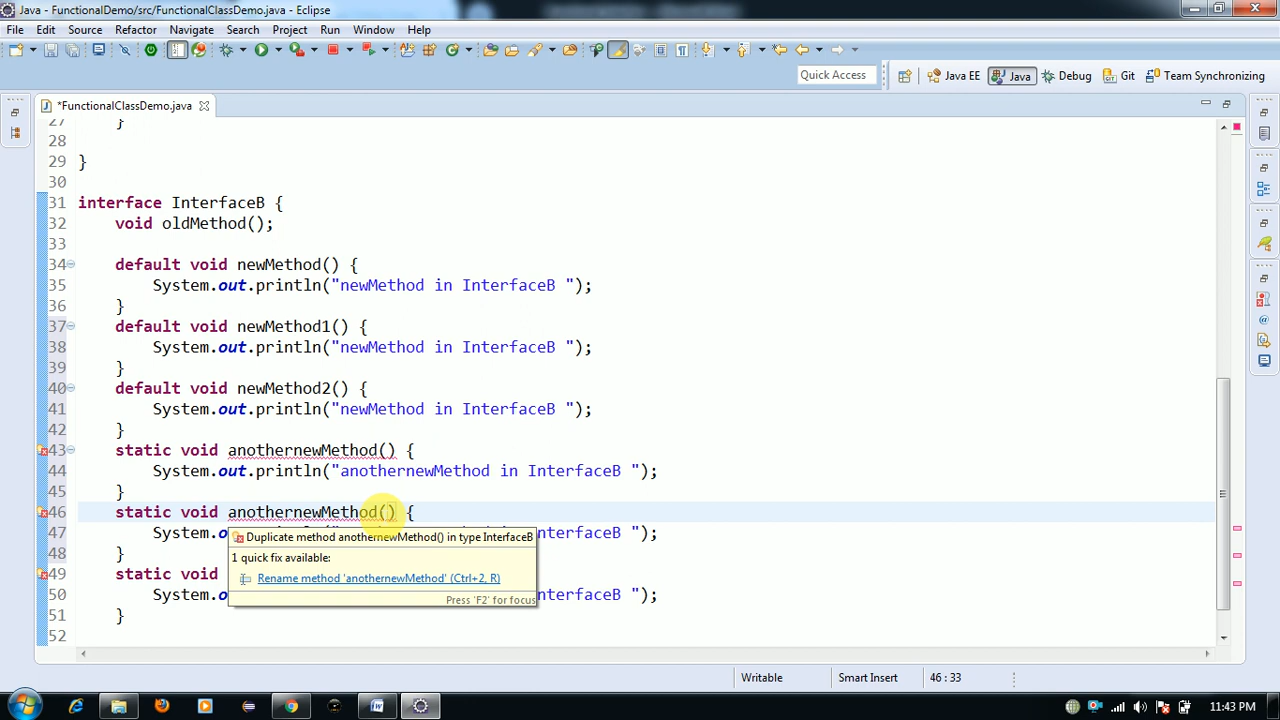 Java - FunctionalDemo/src/FunctionalClassDemo.java - Eclipse
File Edit Source Refactor Navigate Search Project Run Window Help
Quick Access Java EE Java Debug Git Team Synchronizing
*FunctionalClassDemo.java
27 }
28
29 }
30
31 interface InterfaceB {
32 void oldMethod();
33
34 default void newMethod() {
35 System.out.println("newMethod in InterfaceB ");
36 }
37 default void newMethod1() {
38 System.out.println("newMethod in InterfaceB ");
39 }
40 default void newMethod2() {
41 System.out.println("newMethod in InterfaceB ");
42 }
43 static void anothernewMethod() {
44 System.out.println("anothernewMethod in InterfaceB ");
45 }
46 static void anothernewMethod() {
47 System.o nterfaceB ");
Duplicate method anothernewMethod() in type InterfaceB
48 }
1 quick fix available:
49 static void
Rename method 'anothernewMethod' (Ctrl+2, R)
50 System.o nterfaceB ");
Press 'F2' for focus
51 }
52
Writable Smart Insert 46 : 33
11:43 PM